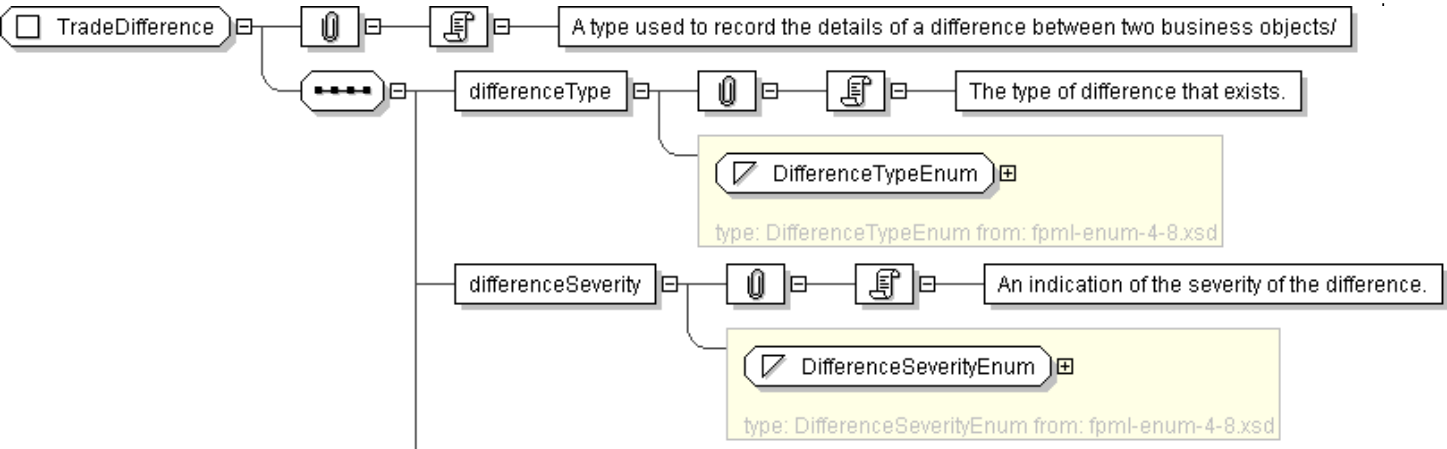 TradeDifference
A type used to record the details of a difference between two business objects/
differenceType
The type of difference that exists.
DifferenceTypeEnum
type: DifferenceTypeEnum from: fpml-enum-4-8.xsd
differenceSeverity
An indication of the severity of the difference.
DifferenceSeverityEnum
type: DifferenceSeverityEnum from: fpml-enum-4-8.xsd